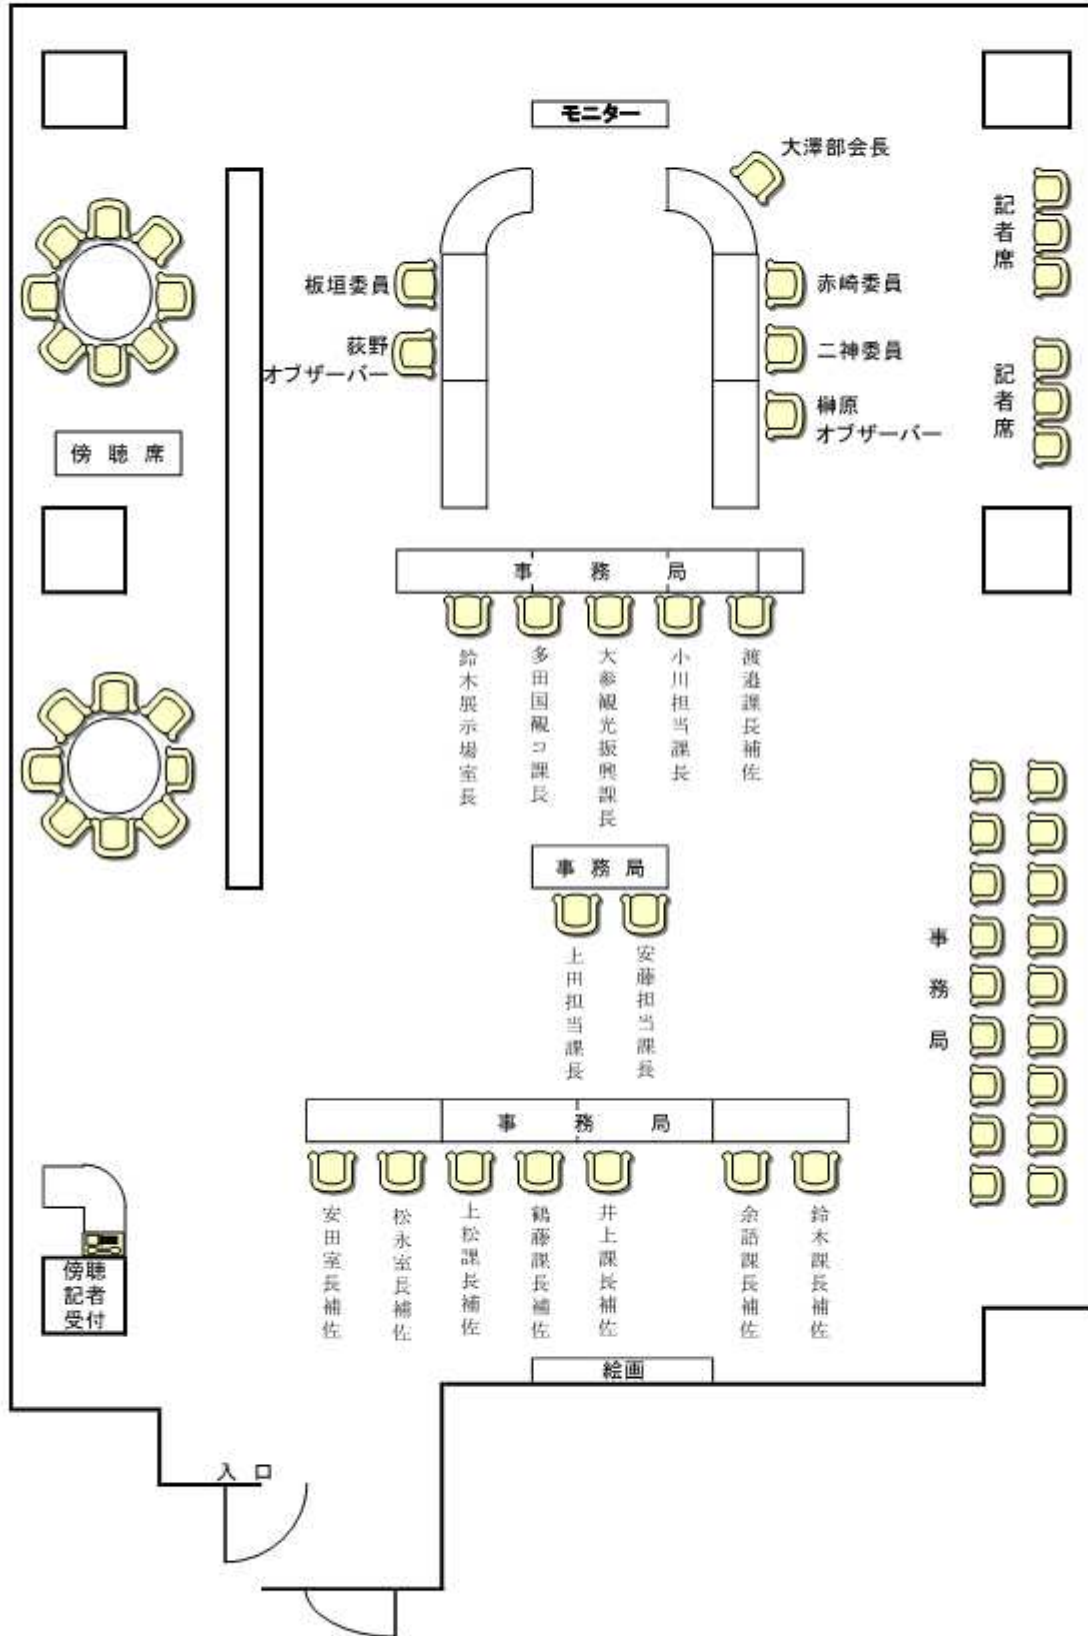 モニター
大澤部会長
板垣委員
荻野
オブザーバー
赤崎委員
二神委員
榊原
オブザーバー
記者席
記者席
傍聴席
事務局
鈴木展示場室長
多田国観コ課長
大参観光振興課長
小川担当課長
渡邉課長補佐
事務局
上田担当課長
安藤担当課長
事務局
事務局
安田室長補佐
松永室長補佐
上松課長補佐
鶴藤課長補佐
井上課長補佐
余語課長補佐
鈴木課長補佐
傍聴
記者
受付
絵画
入口